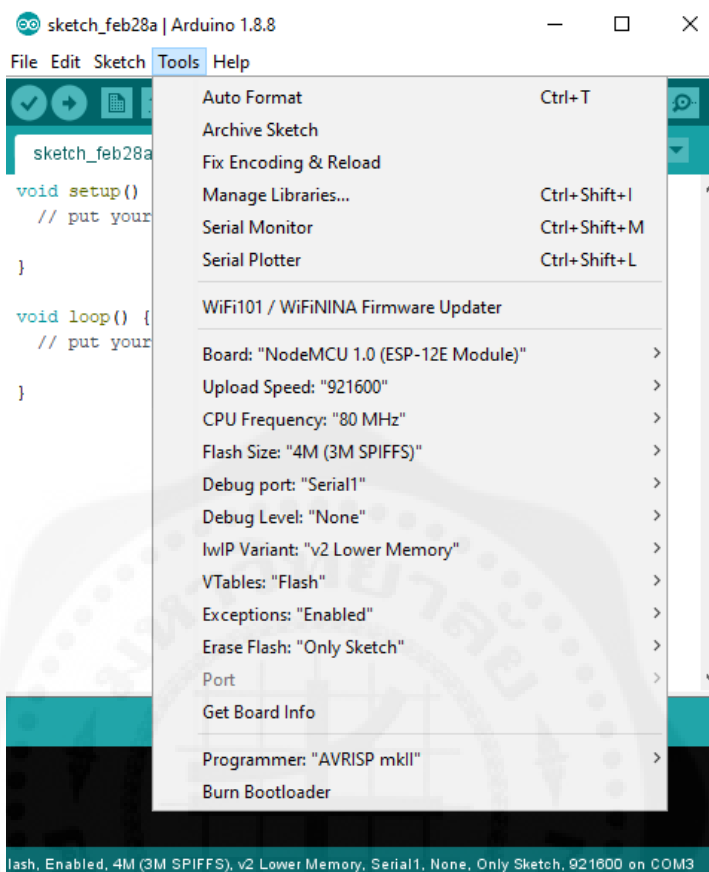 sketch_feb28a | Arduino 1.8.8
File Edit Sketch Tools Help
sketch_feb28a
void setup()
// put your
}
void loop() {
// put your
}
Auto Format Ctrl+T
Archive Sketch
Fix Encoding & Reload
Manage Libraries... Ctrl+Shift+I
Serial Monitor Ctrl+Shift+M
Serial Plotter Ctrl+Shift+L
WiFi101 / WiFiNINA Firmware Updater
Board: "NodeMCU 1.0 (ESP-12E Module)"
Upload Speed: "921600"
CPU Frequency: "80 MHz"
Flash Size: "4M (3M SPIFFS)"
Debug port: "Serial1"
Debug Level: "None"
lwIP Variant: "v2 Lower Memory"
VTables: "Flash"
Exceptions: "Enabled"
Erase Flash: "Only Sketch"
Port
Get Board Info
Programmer: "AVRISP mkII"
Burn Bootloader
lash, Enabled, 4M (3M SPIFFS), v2 Lower Memory, Serial1, None, Only Sketch, 921600 on COM3